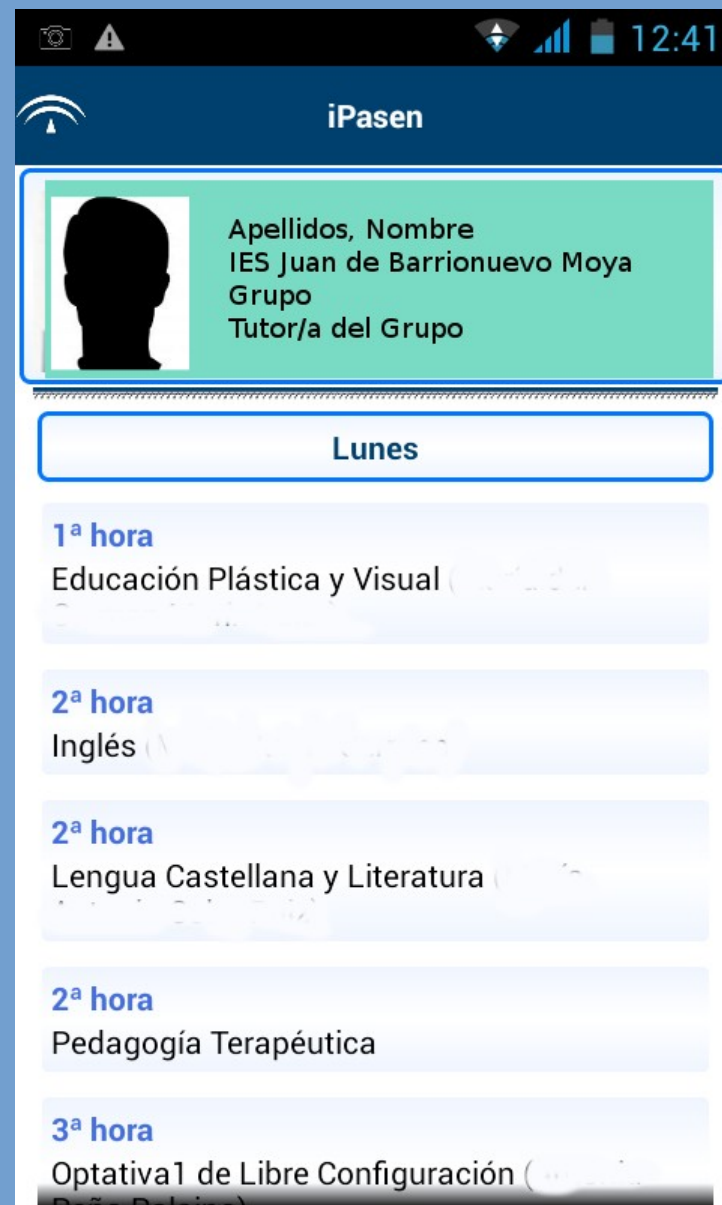 12:41
iPasen
Apellidos, Nombre
IES Juan de Barrionuevo Moya
Grupo
Tutor/a del Grupo
Lunes
1ª hora
Educación Plástica y Visual (
2ª hora
Inglés (
2ª hora
Lengua Castellana y Literatura (
2ª hora
Pedagogía Terapéutica
3ª hora
Optativa1 de Libre Configuración (